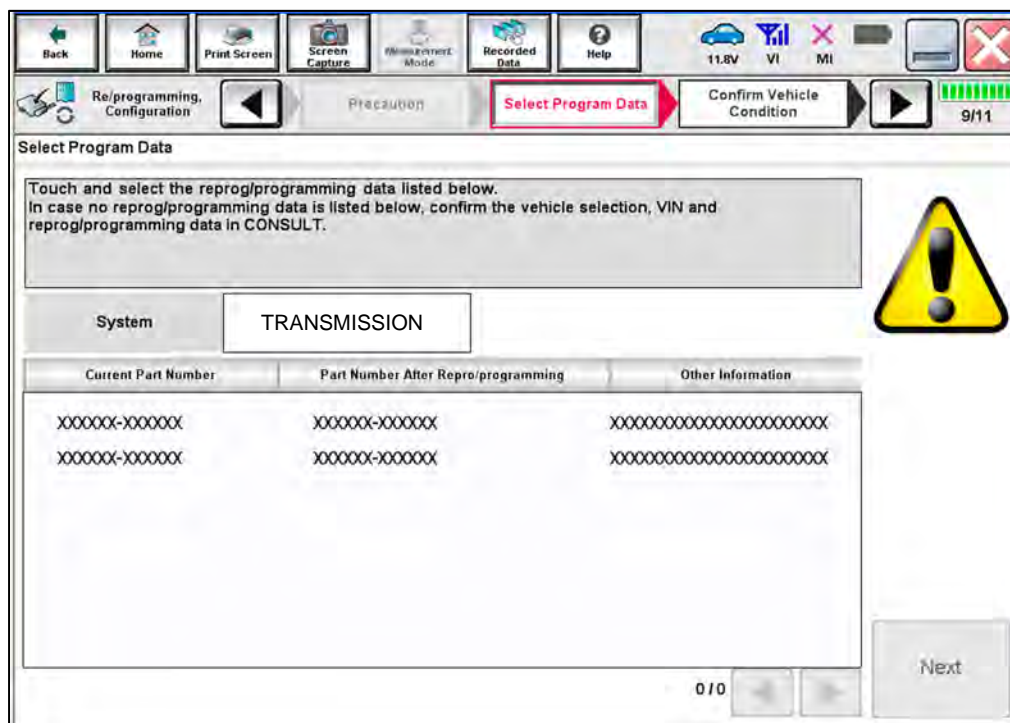 Back
Home
Print Screen
Screen Capture
Measurement Mode
Recorded Data
Help
11.8V
VI
MI
Re/programming, Configuration
Precaution
Select Program Data
Confirm Vehicle Condition
9/11
Select Program Data
Touch and select the reprog/programming data listed below.
In case no reprog/programming data is listed below, confirm the vehicle selection, VIN and
reprog/programming data in CONSULT.
System
TRANSMISSION
Current Part Number
Part Number After Repro/programming
Other Information
XXXXXX-XXXXXX XXXXXX-XXXXXX XXXXXXXXXXXXXXXXXXXXXXX
XXXXXX-XXXXXX XXXXXX-XXXXXX XXXXXXXXXXXXXXXXXXXXXXX
0/0
Next